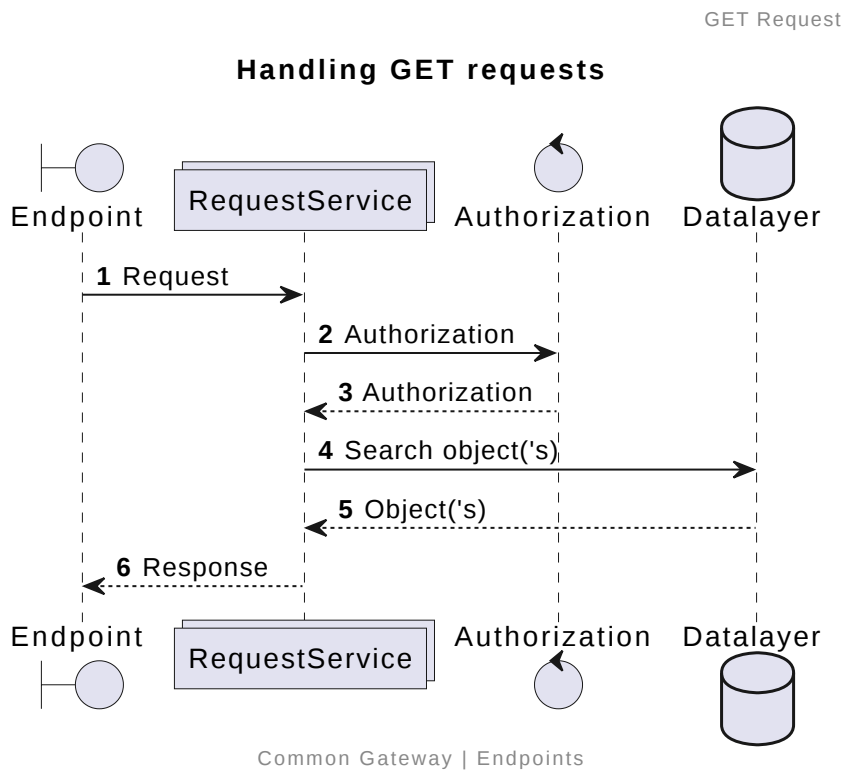 GET Request
Handling GET requests
Endpoint
RequestService
Authorization
Datalayer
1 Request
2 Authorization
3 Authorization
4 Search object('s)
5 Object('s)
6 Response
Endpoint
RequestService
Authorization
Datalayer
Common Gateway | Endpoints